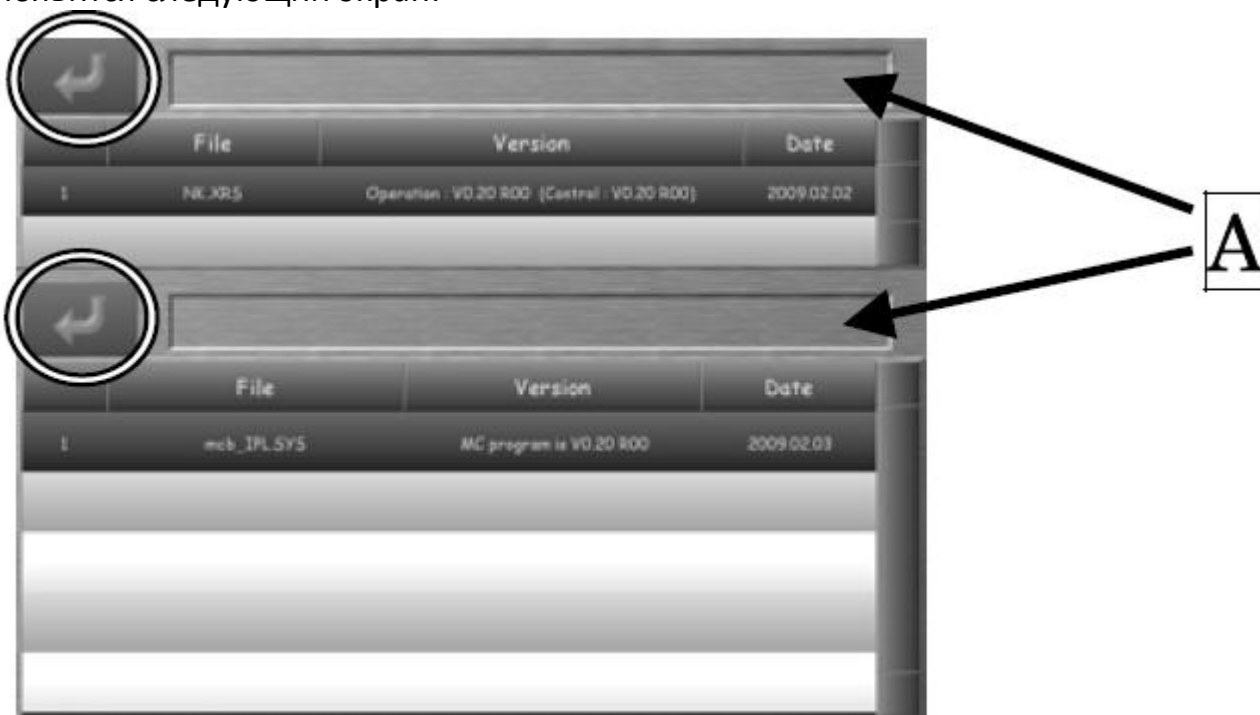 следующий экран.
File Version Date
1 NK.XRS Operation : V0.20 R00 (Control : V0.20 R00) 2009.02.02
A
File Version Date
1 mcb_IPL.SYS MC program is V0.20 R00 2009.02.03